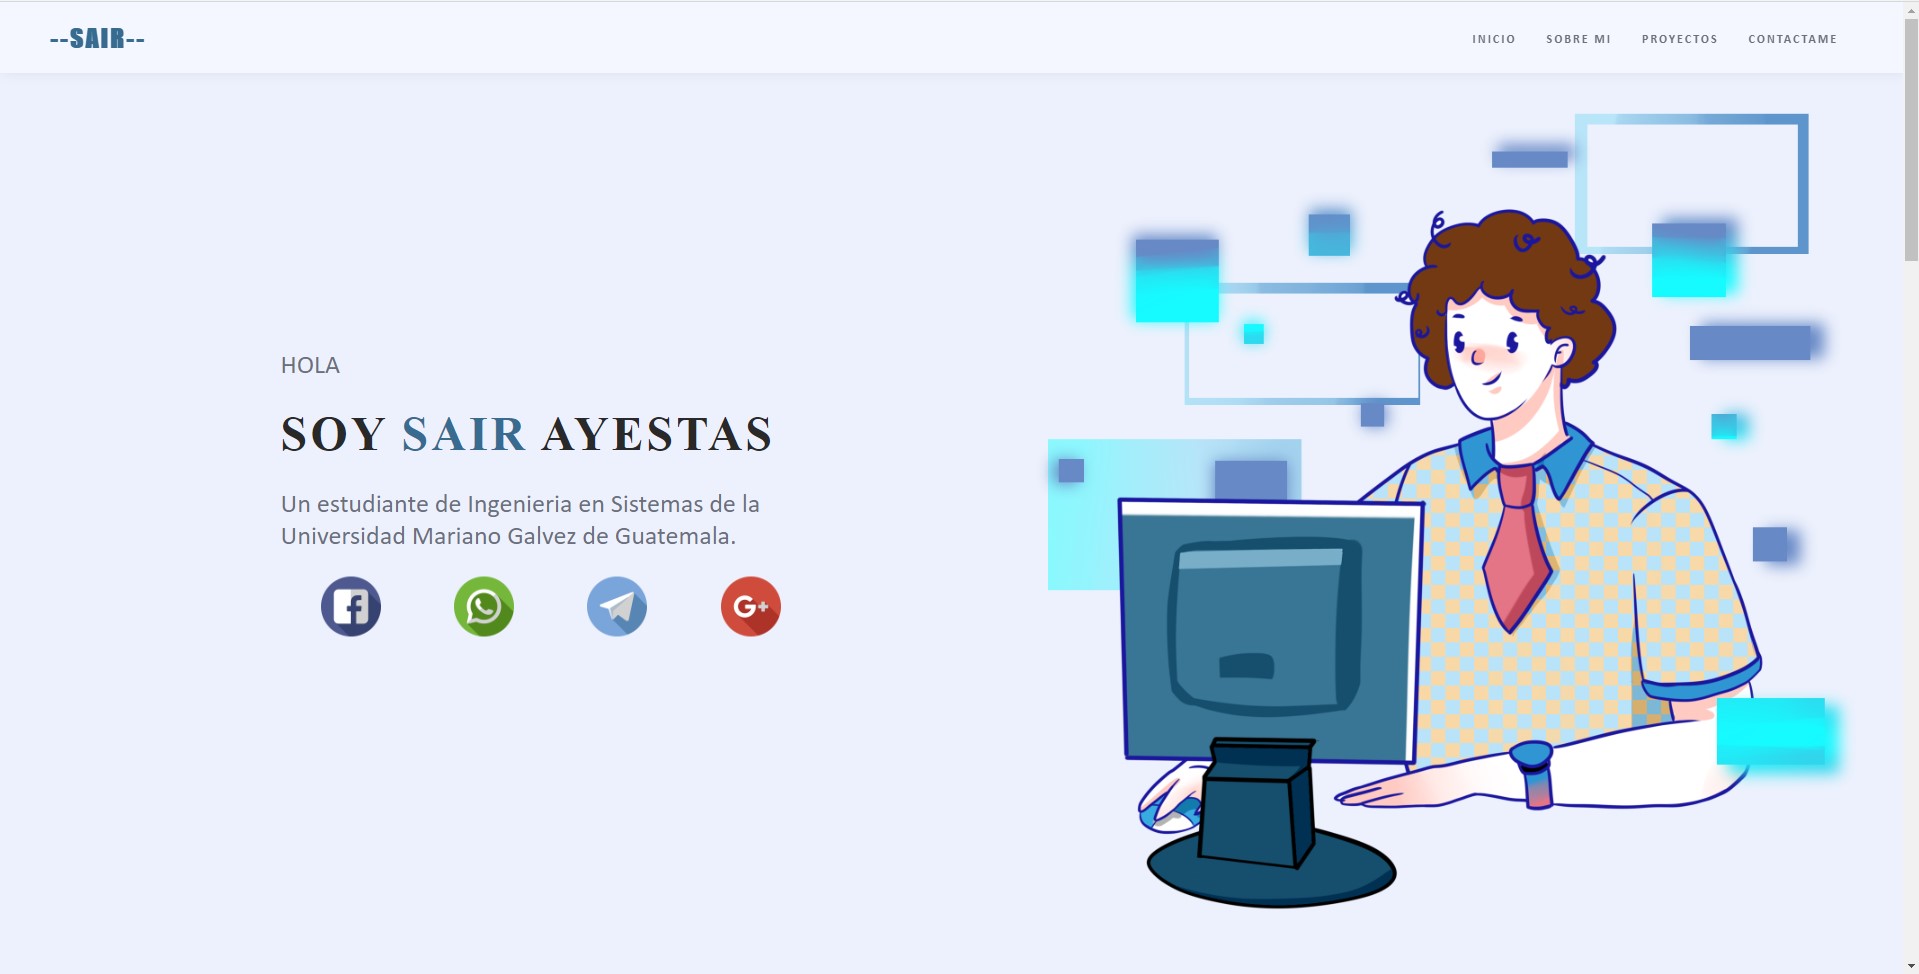 --SAIR--
INICIO SOBRE MI PROYECTOS CONTACTAME
HOLA
SOY SAIR AYESTAS
Un estudiante de Ingenieria en Sistemas de la
Universidad Mariano Galvez de Guatemala.
G+